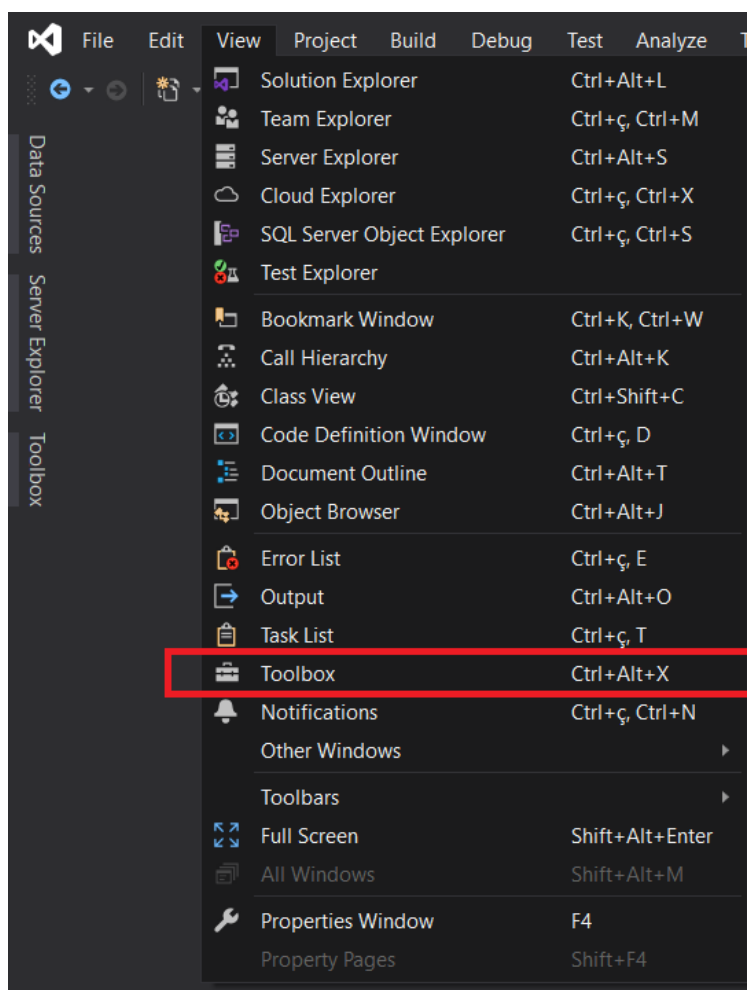 File Edit View Project Build Debug Test Analyze
Solution Explorer Ctrl+Alt+L
Team Explorer Ctrl+ç, Ctrl+M
Server Explorer Ctrl+Alt+S
Cloud Explorer Ctrl+ç, Ctrl+X
SQL Server Object Explorer Ctrl+ç, Ctrl+S
Test Explorer
Bookmark Window Ctrl+K, Ctrl+W
Call Hierarchy Ctrl+Alt+K
Class View Ctrl+Shift+C
Code Definition Window Ctrl+ç, D
Document Outline Ctrl+Alt+T
Object Browser Ctrl+Alt+J
Error List Ctrl+ç, E
Output Ctrl+Alt+O
Task List Ctrl+ç, T
Toolbox Ctrl+Alt+X
Notifications Ctrl+ç, Ctrl+N
Other Windows
Toolbars
Full Screen Shift+Alt+Enter
All Windows Shift+Alt+M
Properties Window F4
Property Pages Shift+F4
Data Sources
Server Explorer
Toolbox